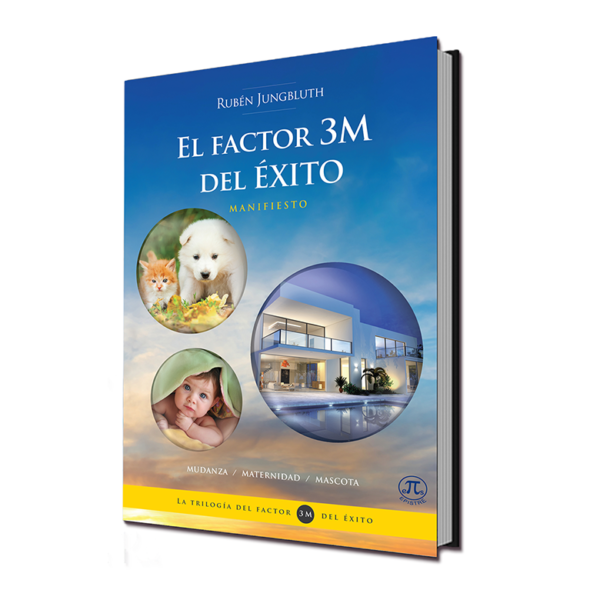 RUBÉN JUNGBLUTH
EL FACTOR 3M
DEL ÉXITO
MANIFIESTO
MUDANZA / MATERNIDAD / MASCOTA
LA TRILOGÍA DEL FACTOR 3M DEL ÉXITO
π